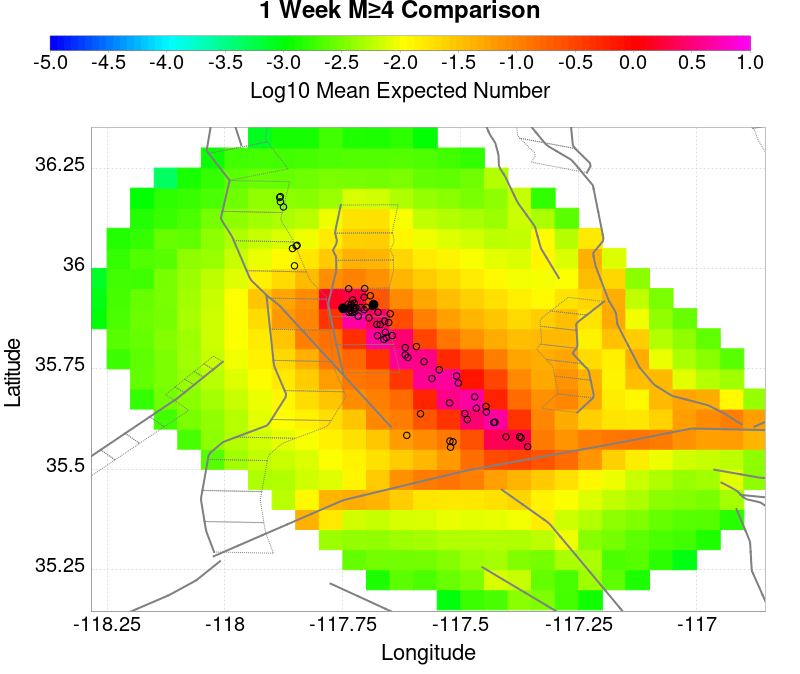 1 Week M≥4 Comparison
-5.0 -4.5 -4.0 -3.5 -3.0 -2.5 -2.0 -1.5 -1.0 -0.5 0.0 0.5 1.0
Log10 Mean Expected Number
36.25
36
35.75
35.5
35.25
Latitude
-118.25 -118 -117.75 -117.5 -117.25 -117
Longitude